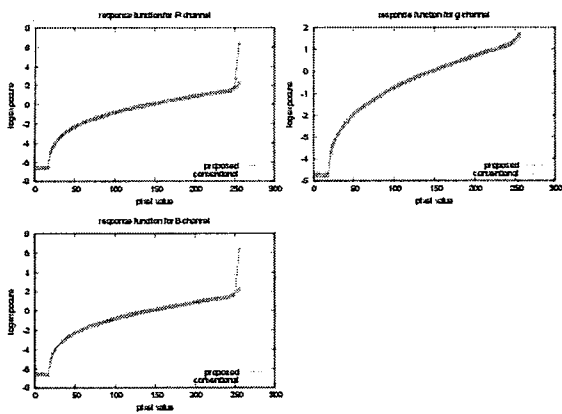 response function for R channel
8
6
4
2
0
-2
-4
-6
-8
log exposure
0 50 100 150 200 250 300
pixel value
proposed
conventional
response function for g channel
2
1
0
-1
-2
-3
-4
-5
log exposure
0 50 100 150 200 250 300
pixel value
proposed
conventional
response function for B channel
8
6
4
2
0
-2
-4
-6
-8
log exposure
0 50 100 150 200 250 300
pixel value
proposed
conventional